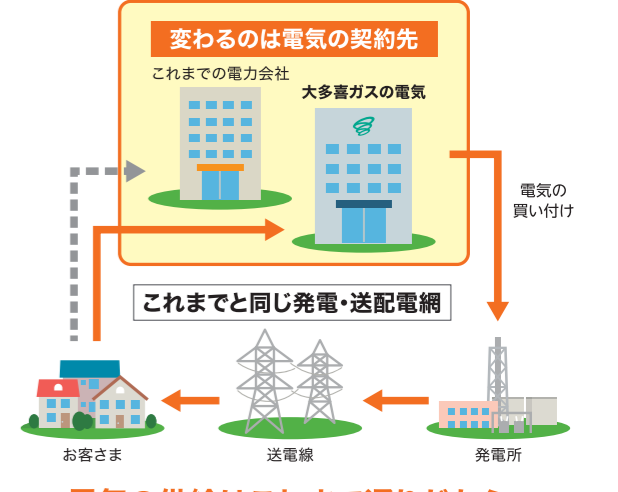 変わるのは電気の契約先
これまでの電力会社
大多喜ガスの電気
電気の
買い付け
これまでと同じ発電・送配電網
お客さま
送電線
発電所